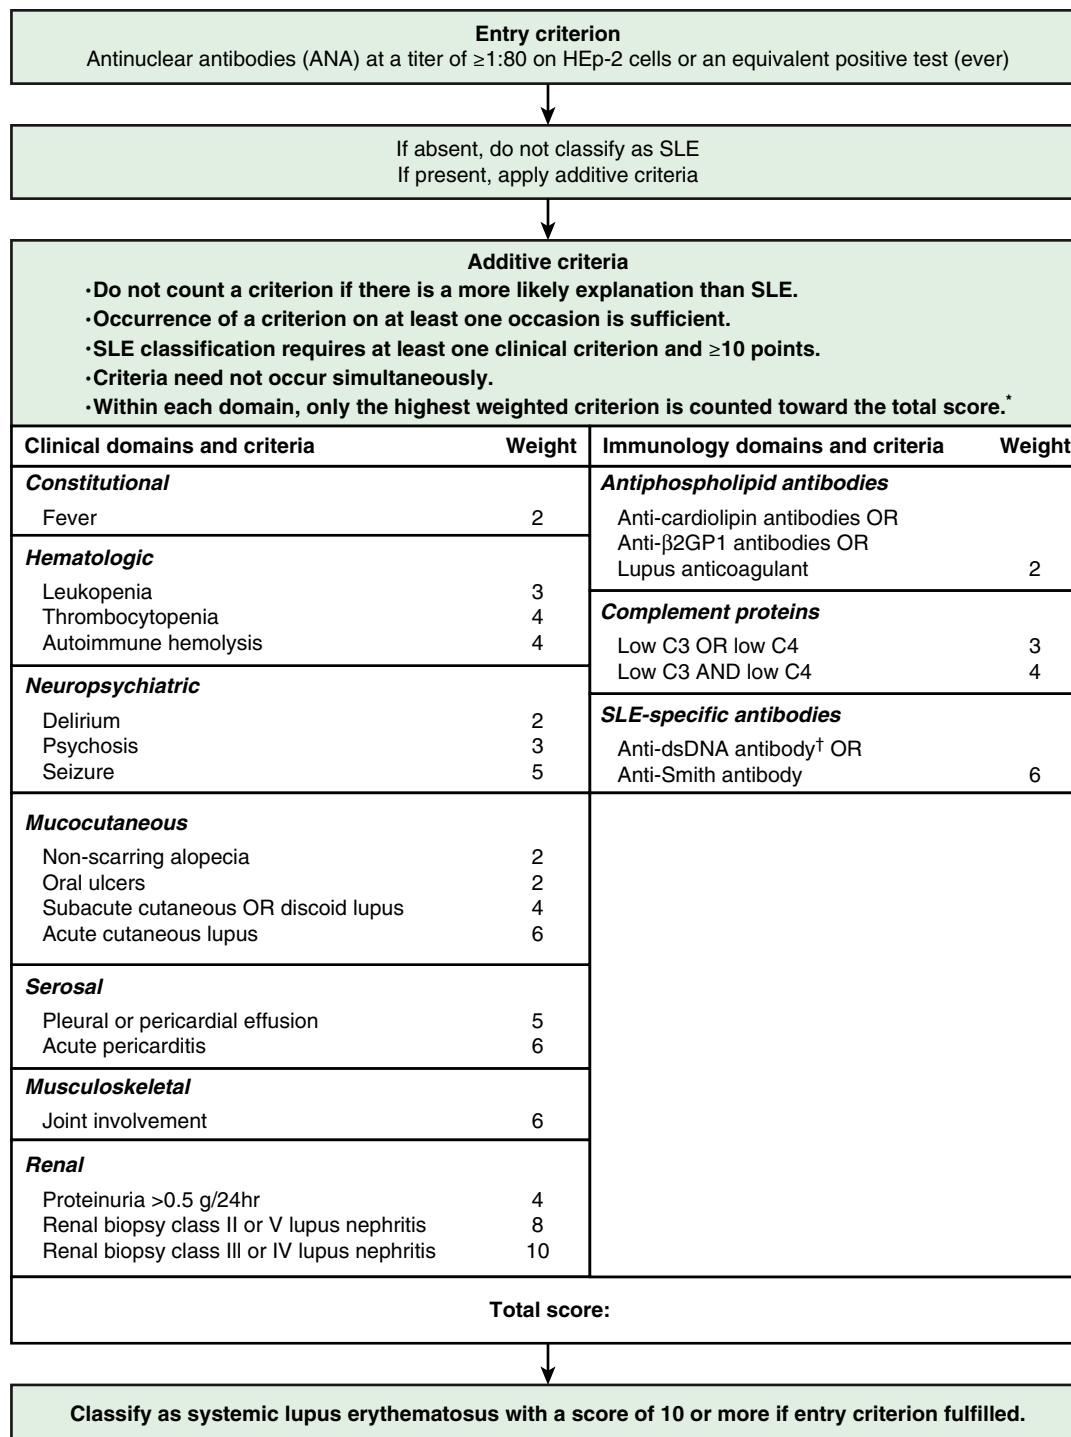 Entry criterion
Antinuclear antibodies (ANA) at a titer of ≥1:80 on HEp-2 cells or an equivalent positive test (ever)
If absent, do not classify as SLE
If present, apply additive criteria
Additive criteria
·Do not count a criterion if there is a more likely explanation than SLE.
·Occurrence of a criterion on at least one occasion is sufficient.
·SLE classification requires at least one clinical criterion and ≥10 points.
·Criteria need not occur simultaneously.
·Within each domain, only the highest weighted criterion is counted toward the total score.*
Clinical domains and criteria Weight
Constitutional
Fever 2
Hematologic
Leukopenia 3
Thrombocytopenia 4
Autoimmune hemolysis 4
Neuropsychiatric
Delirium 2
Psychosis 3
Seizure 5
Mucocutaneous
Non-scarring alopecia 2
Oral ulcers 2
Subacute cutaneous OR discoid lupus 4
Acute cutaneous lupus 6
Serosal
Pleural or pericardial effusion 5
Acute pericarditis 6
Musculoskeletal
Joint involvement 6
Renal
Proteinuria >0.5 g/24hr 4
Renal biopsy class II or V lupus nephritis 8
Renal biopsy class III or IV lupus nephritis 10
Immunology domains and criteria Weight
Antiphospholipid antibodies
Anti-cardiolipin antibodies OR
Anti-β2GP1 antibodies OR
Lupus anticoagulant 2
Complement proteins
Low C3 OR low C4 3
Low C3 AND low C4 4
SLE-specific antibodies
Anti-dsDNA antibody† OR
Anti-Smith antibody 6
Total score:
Classify as systemic lupus erythematosus with a score of 10 or more if entry criterion fulfilled.